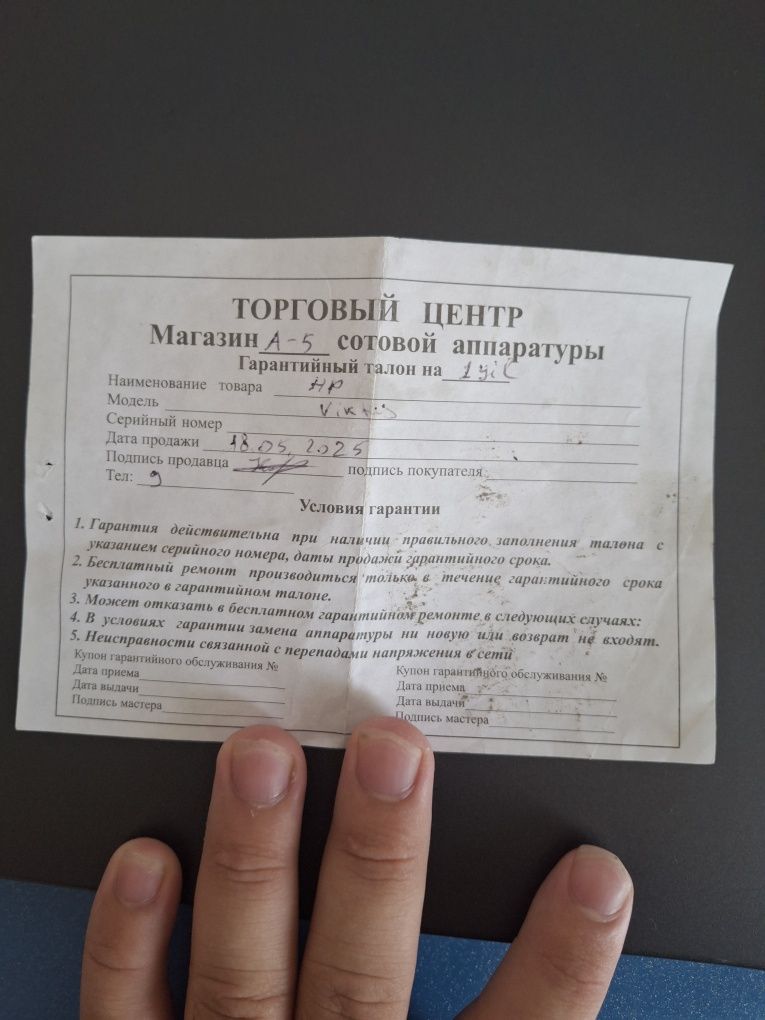 ТОРГОВЫЙ ЦЕНТР
Магазин А-5 сотовой аппаратуры
Гарантийный талон на 1
Наименование товара HP
Модель
Серийный номер
Дата продажи 18.05.2025
Подпись продавца подпись покупателя
Тел: 9
Условия гарантии
1. Гарантия действительна при наличии правильного заполнения талона с
указанием серийного номера, даты продажи гарантийного срока.
2. Бесплатный ремонт производиться только в течение гарантийного срока
указанного в гарантийном талоне.
3. Может отказать в бесплатном гарантийном ремонте в следующих случаях:
4. В условиях гарантии замена аппаратуры ни новую или возврат не входят.
5. Неисправности связанной с перепадами напряжения в сети
Купон гарантийного обслуживания № Купон гарантийного обслуживания №
Дата приема Дата приема
Дата выдачи Дата выдачи
Подпись мастера Подпись мастера